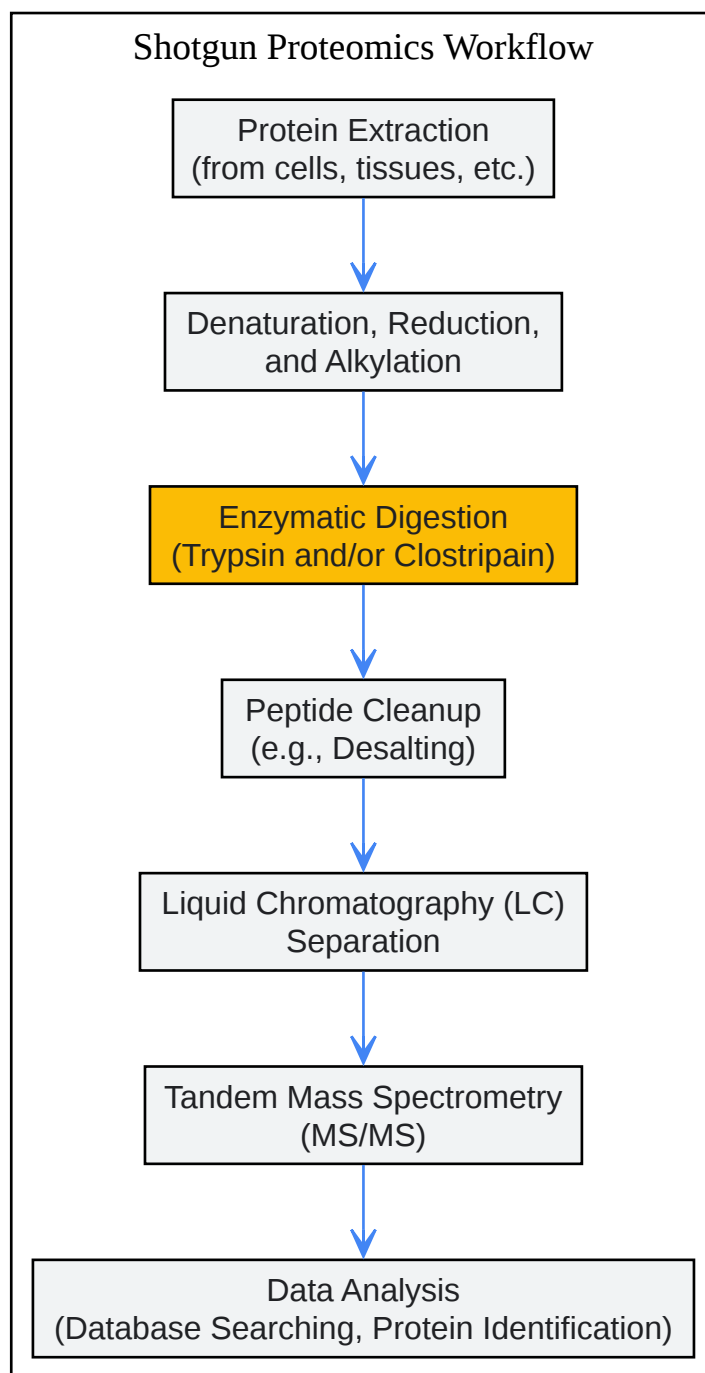 Shotgun Proteomics Workflow
Protein Extraction
(from cells, tissues, etc.)
Denaturation, Reduction,
and Alkylation
Enzymatic Digestion
(Trypsin and/or Clostripain)
Peptide Cleanup
(e.g., Desalting)
Liquid Chromatography (LC)
Separation
Tandem Mass Spectrometry
(MS/MS)
Data Analysis
(Database Searching, Protein Identification)